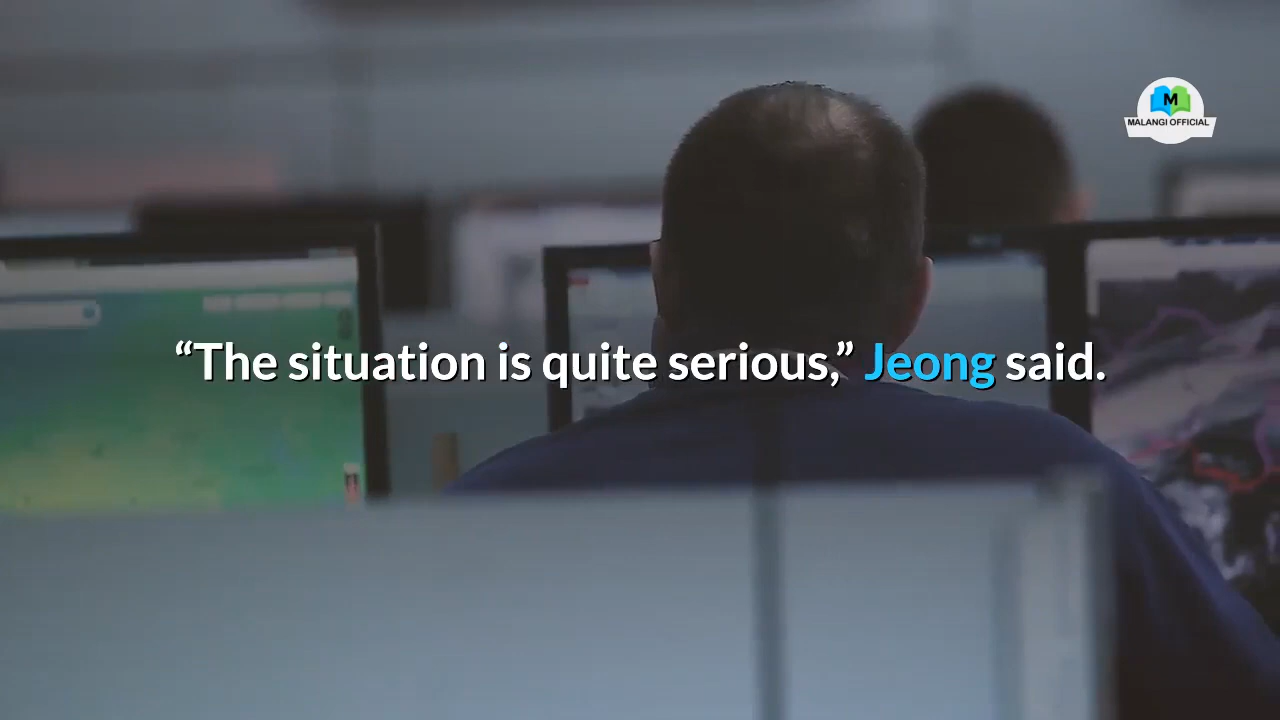 M
MALANGI OFFICIAL
“The situation is quite serious,” Jeong said.